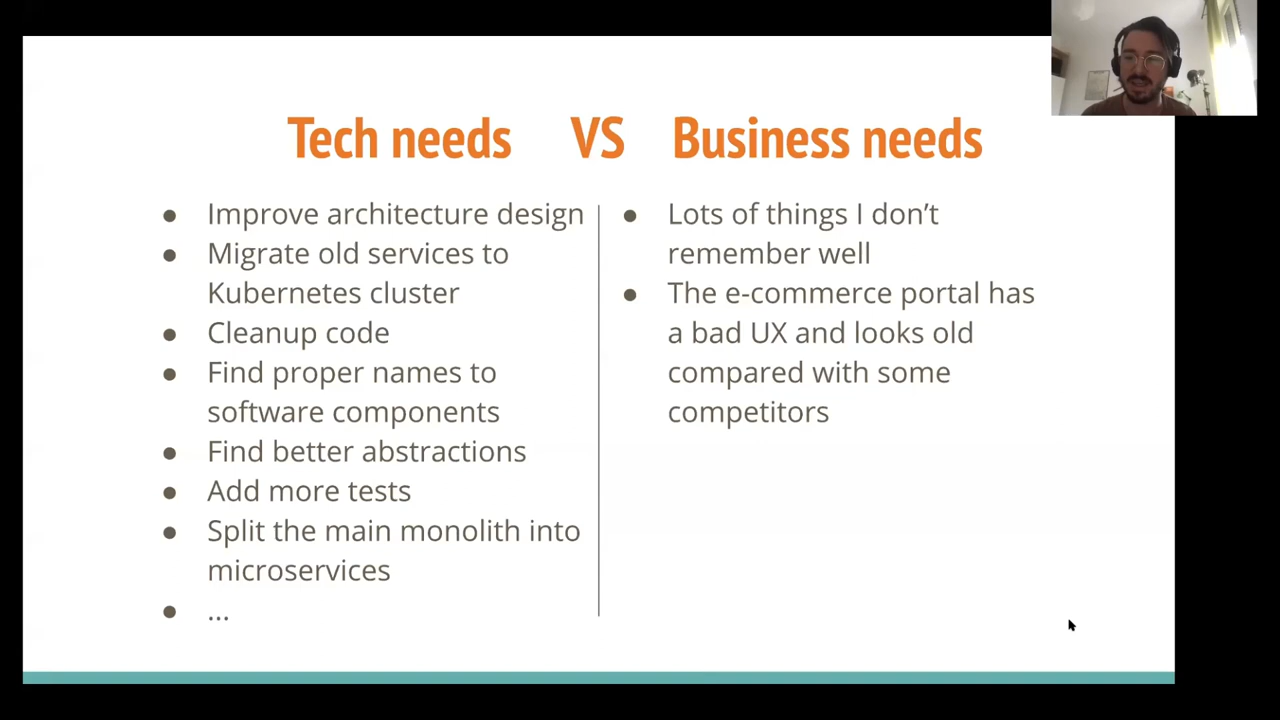 Tech needs VS Business needs
● Improve architecture design
● Migrate old services to
Kubernetes cluster
● Cleanup code
● Find proper names to
software components
● Find better abstractions
● Add more tests
● Split the main monolith into
microservices
● ...
● Lots of things I don’t
remember well
● The e-commerce portal has
a bad UX and looks old
compared with some
competitors